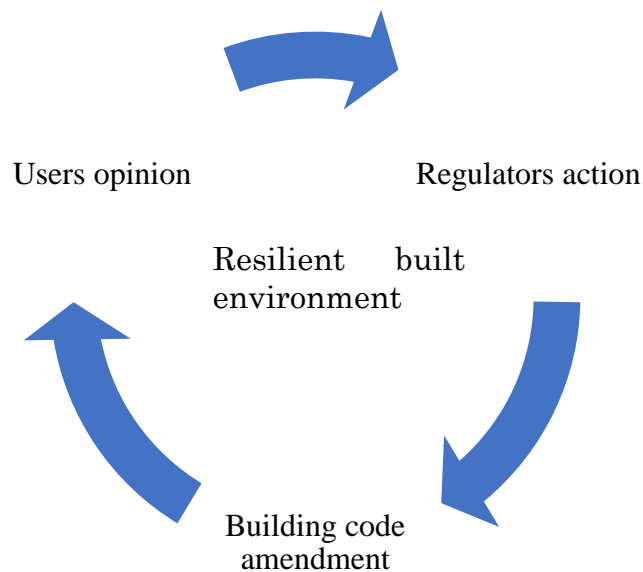 Users opinion
Regulators action
Resilient built
environment
Building code
amendment